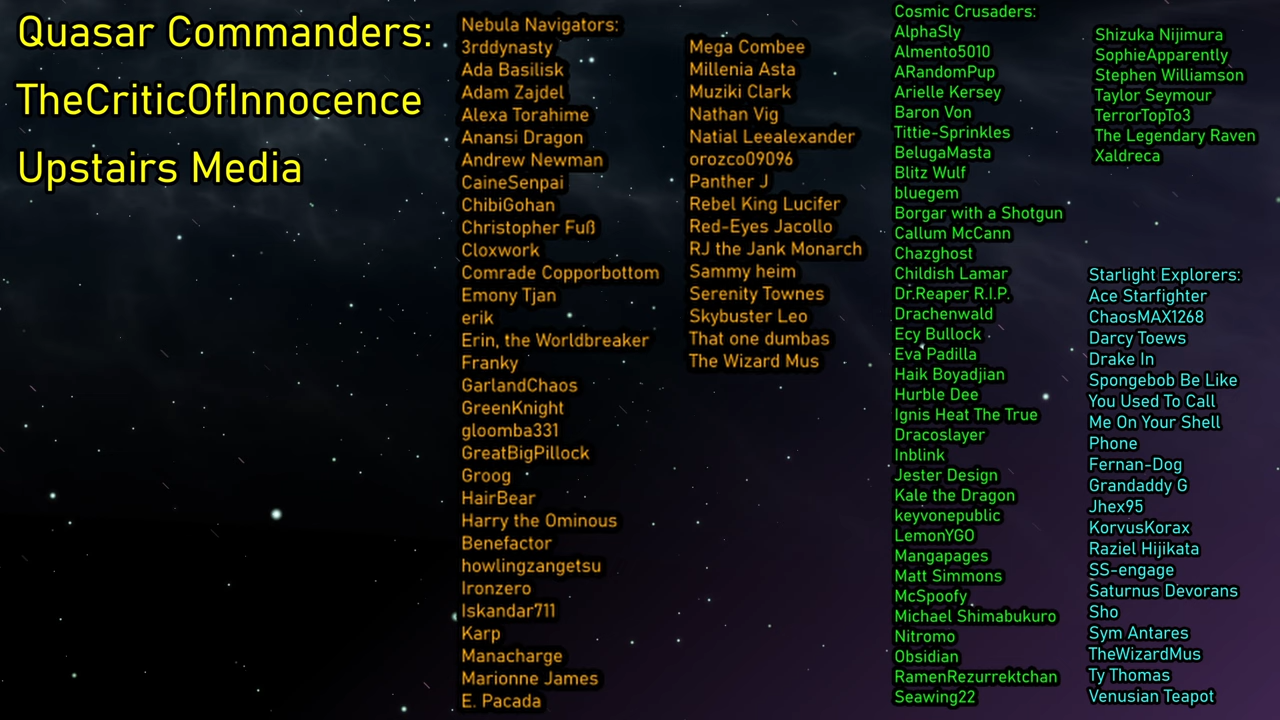 Quasar Commanders:
TheCriticOfInnocence
Upstairs Media
Nebula Navigators:
3rddynasty
Ada Basilisk
Adam Zajdel
Alexa Torahime
Anansi Dragon
Andrew Newman
CaineSenpai
ChibiGohan
Christopher Fuß
Cloxwork
Comrade Copporbottom
Emony Tjan
erik
Erin, the Worldbreaker
Franky
GarlandChaos
GreenKnight
gloomba331
GreatBigPillock
Groog
HairBear
Harry the Ominous
Benefactor
howlingzangetsu
Ironzero
Iskandar711
Karp
Manacharge
Marionne James
E. Pacada
Mega Combee
Millenia Asta
Muziki Clark
Nathan Vig
Natial Leealexander
orozco09096
Panther J
Rebel King Lucifer
Red-Eyes Jacollo
RJ the Jank Monarch
Sammy heim
Serenity Townes
Skybuster Leo
That one dumbas
The Wizard Mus
Cosmic Crusaders:
AlphaSly
Almento5010
ARandomPup
Arielle Kersey
Baron Von
Tittie-Sprinkles
BelugaMasta
Blitz Wulf
bluegem
Borgar with a Shotgun
Callum McCann
Chazghost
Childish Lamar
Dr.Reaper R.I.P.
Drachenwald
Ecy Bullock
Eva Padilla
Haik Boyadjian
Hurble Dee
Ignis Heat The True
Dracoslayer
Inblink
Jester Design
Kale the Dragon
keyvonepublic
LemonYGO
Mangapages
Matt Simmons
McSpoofy
Michael Shimabukuro
Nitromo
Obsidian
RamenRezurrektchan
Seawing22
Shizuka Nijimura
SophieApparently
Stephen Williamson
Taylor Seymour
TerrorTopTo3
The Legendary Raven
Xaldreca
Starlight Explorers:
Ace Starfighter
ChaosMAX1268
Darcy Toews
Drake In
Spongebob Be Like
You Used To Call
Me On Your Shell
Phone
Fernan-Dog
Grandaddy G
Jhex95
KorvusKorax
Raziel Hijikata
SS-engage
Saturnus Devorans
Sho
Sym Antares
TheWizardMus
Ty Thomas
Venusian Teapot